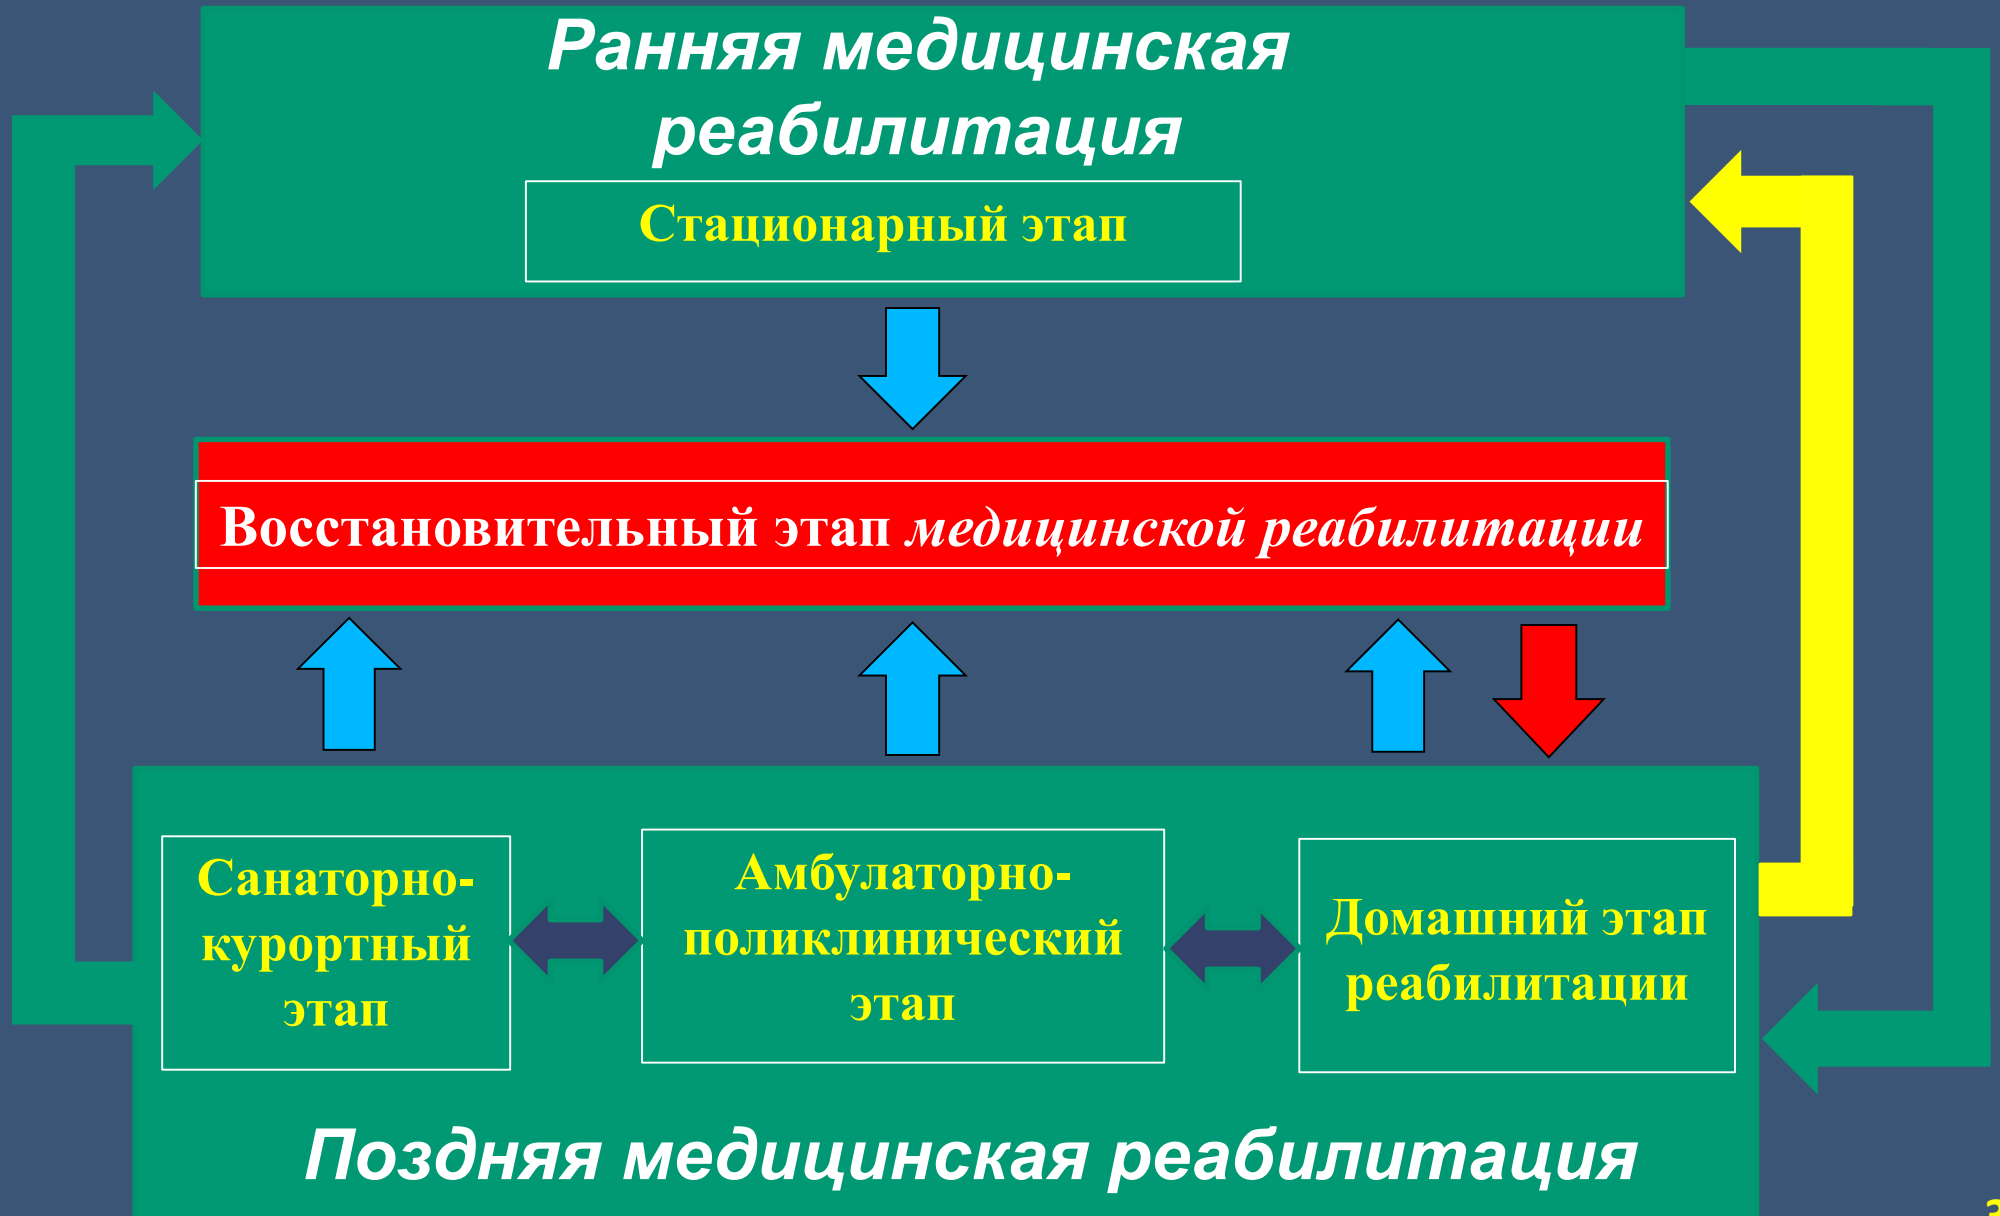 Ранняя медицинская
реабилитация
Стационарный этап
Восстановительный этап медицинской реабилитации
Санаторно-
курортный
этап
Амбулаторно-
поликлинический
этап
Домашний этап
реабилитации
Поздняя медицинская реабилитация